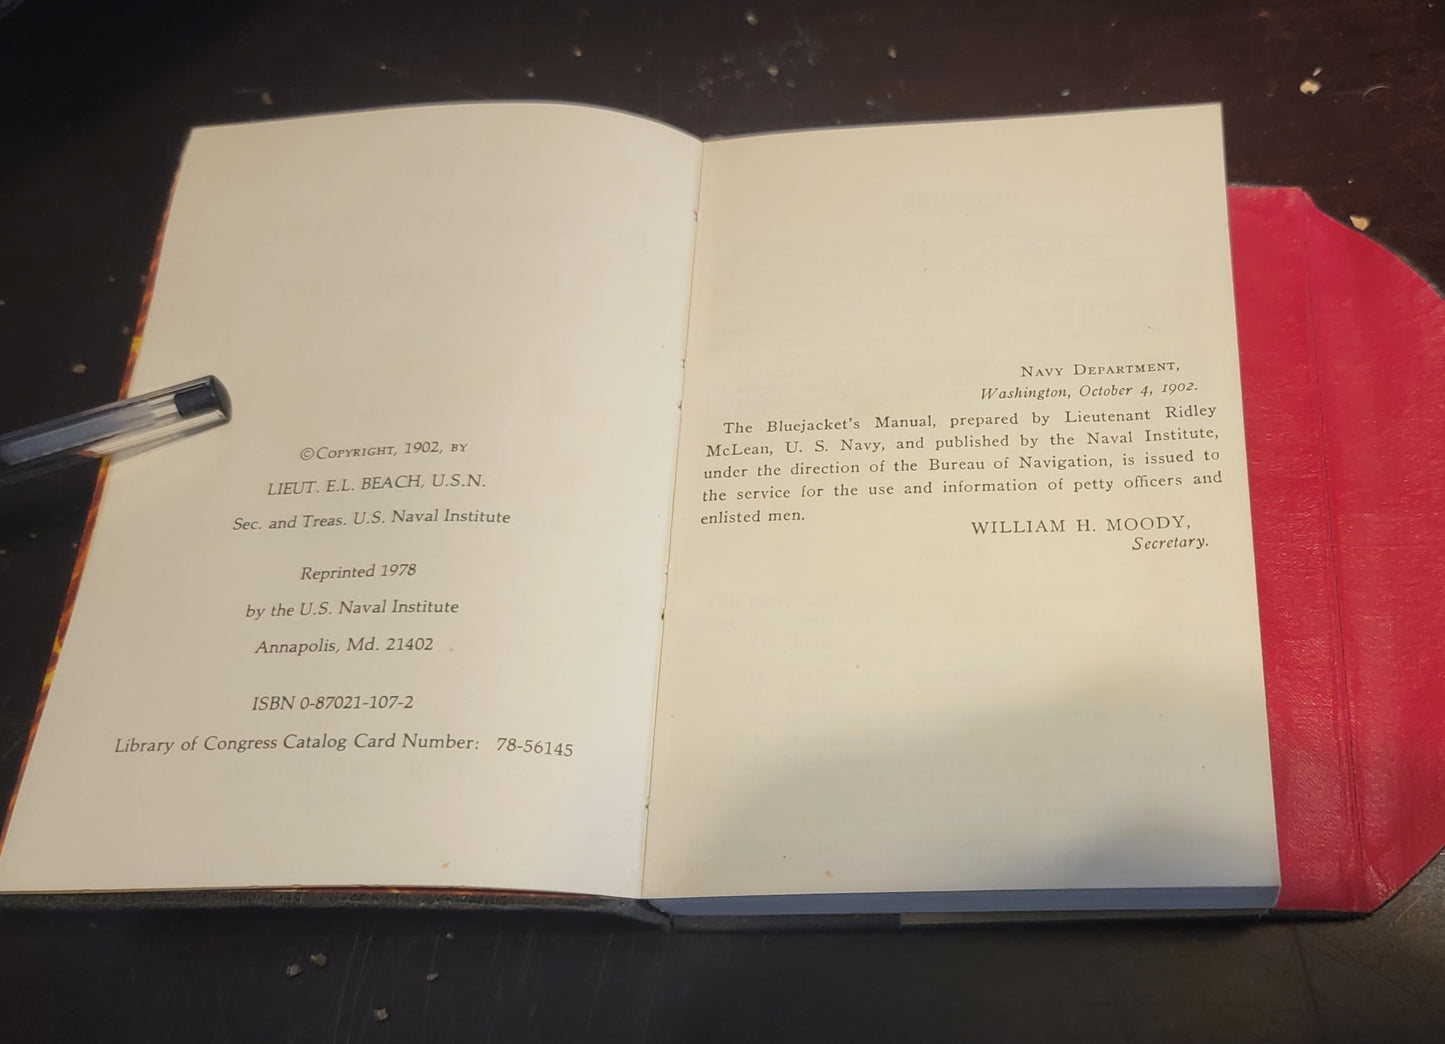 ©Copyright, 1902, by
LIEUT. E.L. BEACH, U.S.N.
Sec. and Treas. U.S. Naval Institute
Reprinted 1978
by the U.S. Naval Institute
Annapolis, Md. 21402
ISBN 0-87021-107-2
Library of Congress Catalog Card Number: 78-56145
Navy Department,
Washington, October 4, 1902.
The Bluejacket's Manual, prepared by Lieutenant Ridley
McLean, U. S. Navy, and published by the Naval Institute,
under the direction of the Bureau of Navigation, is issued to
the service for the use and information of petty officers and
enlisted men.
WILLIAM H. MOODY,
Secretary.